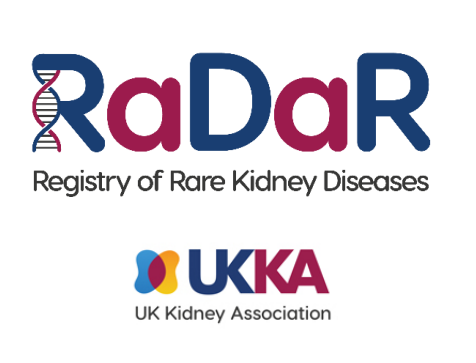 RaDaR
Registry of Rare Kidney Diseases
UKKA
UK Kidney Association